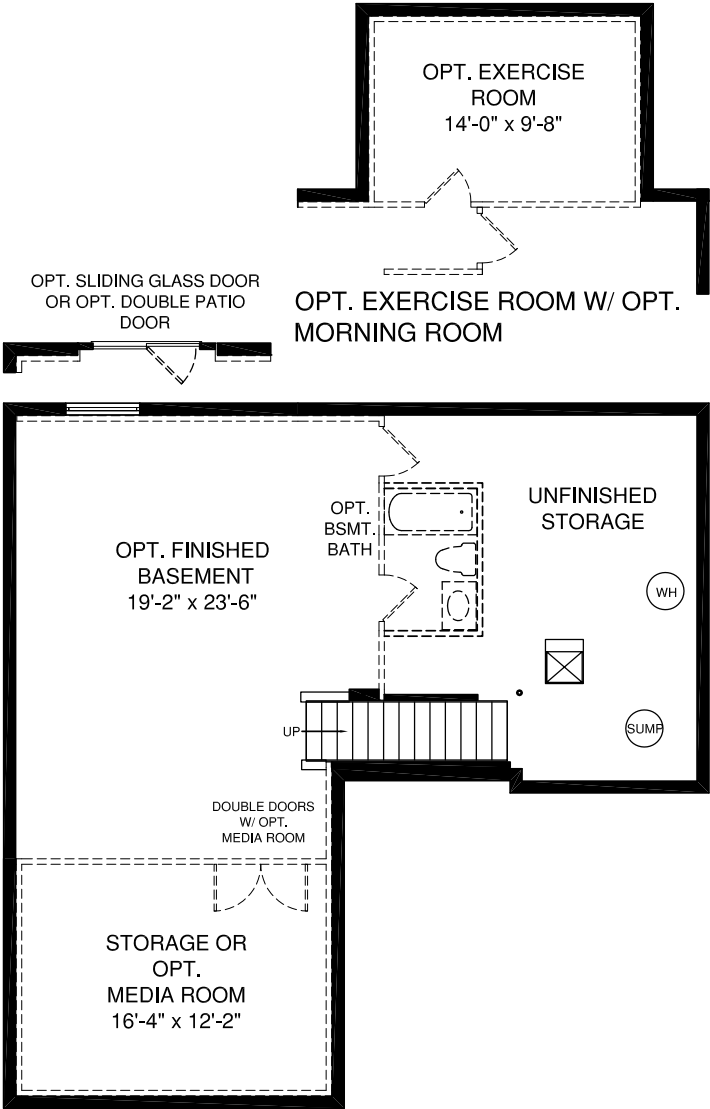 OPT. EXERCISE
ROOM
14'-0" x 9'-8"
OPT. SLIDING GLASS DOOR
OR OPT. DOUBLE PATIO
DOOR
OPT. EXERCISE ROOM W/ OPT.
MORNING ROOM
OPT.
BSMT.
BATH
UNFINISHED
STORAGE
OPT. FINISHED
BASEMENT
19'-2" x 23'-6"
WH
UP
SUMP
DOUBLE DOORS
W/ OPT.
MEDIA ROOM
STORAGE OR
OPT.
MEDIA ROOM
16'-4" x 12'-2"